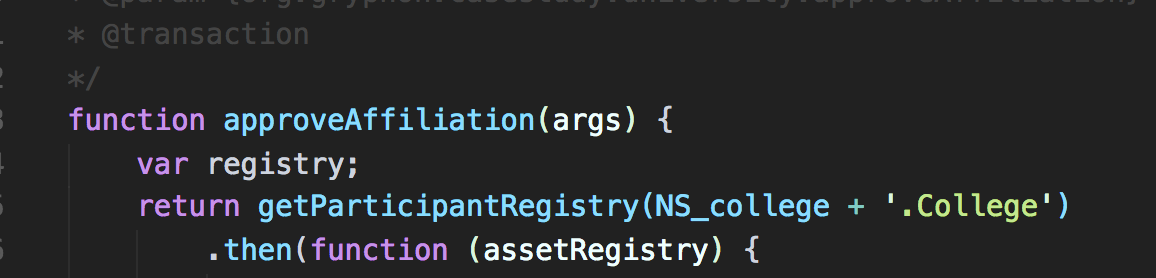 * @transaction
*/
function approveAffiliation(args) {
var registry;
return getParticipantRegistry(NS_college + '.College')
.then(function (assetRegistry) {